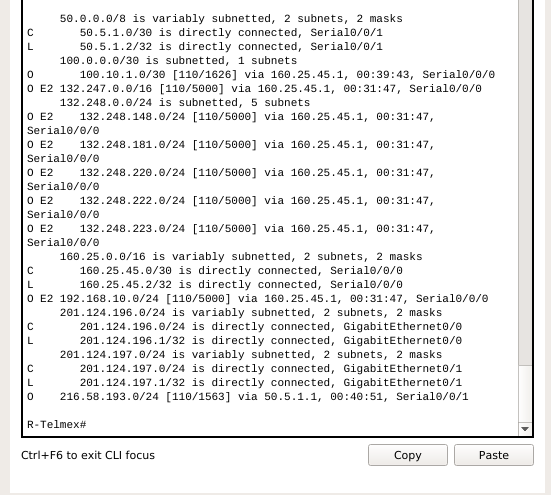 50.0.0.0/8 is variably subnetted, 2 subnets, 2 masks
C       50.5.1.0/30 is directly connected, Serial0/0/1
L       50.5.1.2/32 is directly connected, Serial0/0/1
     100.0.0.0/30 is subnetted, 1 subnets
O       100.10.1.0/30 [110/1626] via 160.25.45.1, 00:39:43, Serial0/0/0
O E2 132.247.0.0/16 [110/5000] via 160.25.45.1, 00:31:47, Serial0/0/0
     132.248.0.0/24 is subnetted, 5 subnets
O E2    132.248.148.0/24 [110/5000] via 160.25.45.1, 00:31:47,
Serial0/0/0
O E2    132.248.181.0/24 [110/5000] via 160.25.45.1, 00:31:47,
Serial0/0/0
O E2    132.248.220.0/24 [110/5000] via 160.25.45.1, 00:31:47,
Serial0/0/0
O E2    132.248.222.0/24 [110/5000] via 160.25.45.1, 00:31:47,
Serial0/0/0
O E2    132.248.223.0/24 [110/5000] via 160.25.45.1, 00:31:47,
Serial0/0/0
     160.25.0.0/16 is variably subnetted, 2 subnets, 2 masks
C       160.25.45.0/30 is directly connected, Serial0/0/0
L       160.25.45.2/32 is directly connected, Serial0/0/0
O E2 192.168.10.0/24 [110/5000] via 160.25.45.1, 00:31:47, Serial0/0/0
     201.124.196.0/24 is variably subnetted, 2 subnets, 2 masks
C       201.124.196.0/24 is directly connected, GigabitEthernet0/0
L       201.124.196.1/32 is directly connected, GigabitEthernet0/0
     201.124.197.0/24 is variably subnetted, 2 subnets, 2 masks
C       201.124.197.0/24 is directly connected, GigabitEthernet0/1
L       201.124.197.1/32 is directly connected, GigabitEthernet0/1
O    216.58.193.0/24 [110/1563] via 50.5.1.1, 00:40:51, Serial0/0/1
R-Telmex#
Ctrl+F6 to exit CLI focus
Copy
Paste